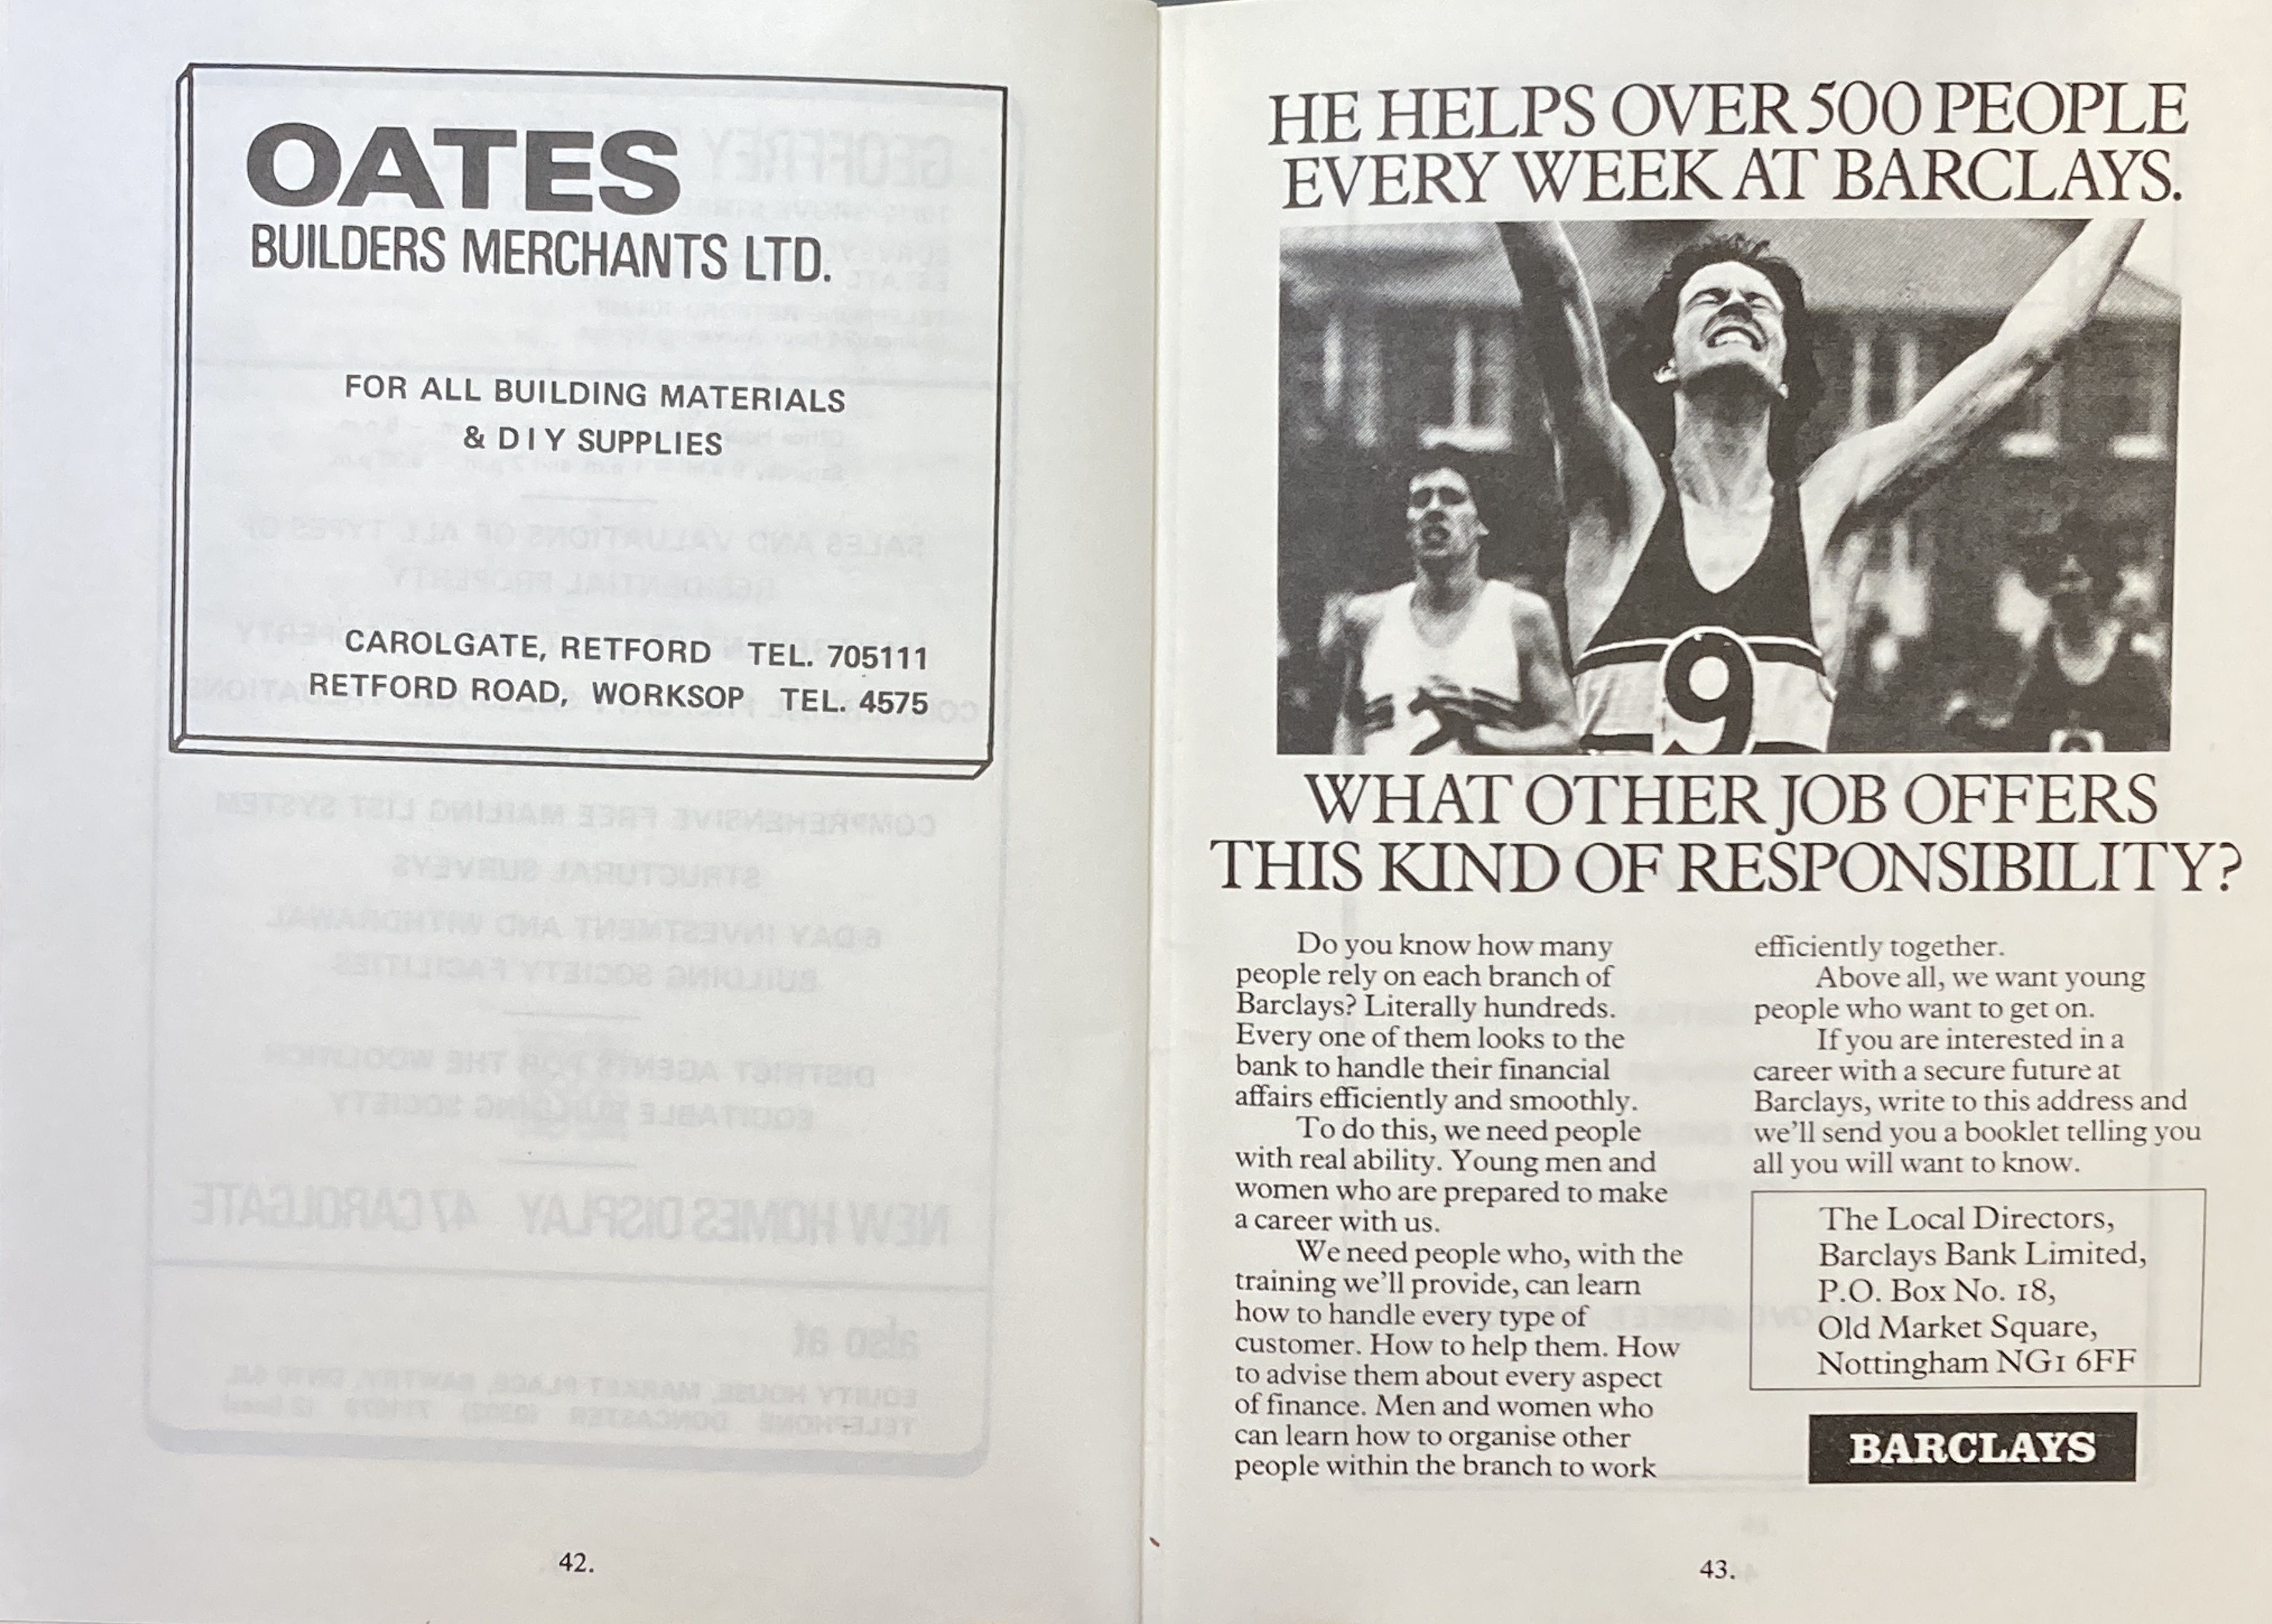 OATES
BUILDERS MERCHANTS LTD.
FOR ALL BUILDING MATERIALS
& D I Y SUPPLIES
CAROLGATE, RETFORD TEL. 705111
RETFORD ROAD, WORKSOP TEL. 4575
42.
HE HELPS OVER 500 PEOPLE
EVERY WEEK AT BARCLAYS.
9
WHAT OTHER JOB OFFERS
THIS KIND OF RESPONSIBILITY?
Do you know how many
people rely on each branch of
Barclays? Literally hundreds.
Every one of them looks to the
bank to handle their financial
affairs efficiently and smoothly.
To do this, we need people
with real ability. Young men and
women who are prepared to make
a career with us.
We need people who, with the
training we'll provide, can learn
how to handle every type of
customer. How to help them. How
to advise them about every aspect
of finance. Men and women who
can learn how to organise other
people within the branch to work
efficiently together.
Above all, we want young
people who want to get on.
If you are interested in a
career with a secure future at
Barclays, write to this address and
we'll send you a booklet telling you
all you will want to know.
The Local Directors,
Barclays Bank Limited,
P.O. Box No. 18,
Old Market Square,
Nottingham NG1 6FF
BARCLAYS
43.